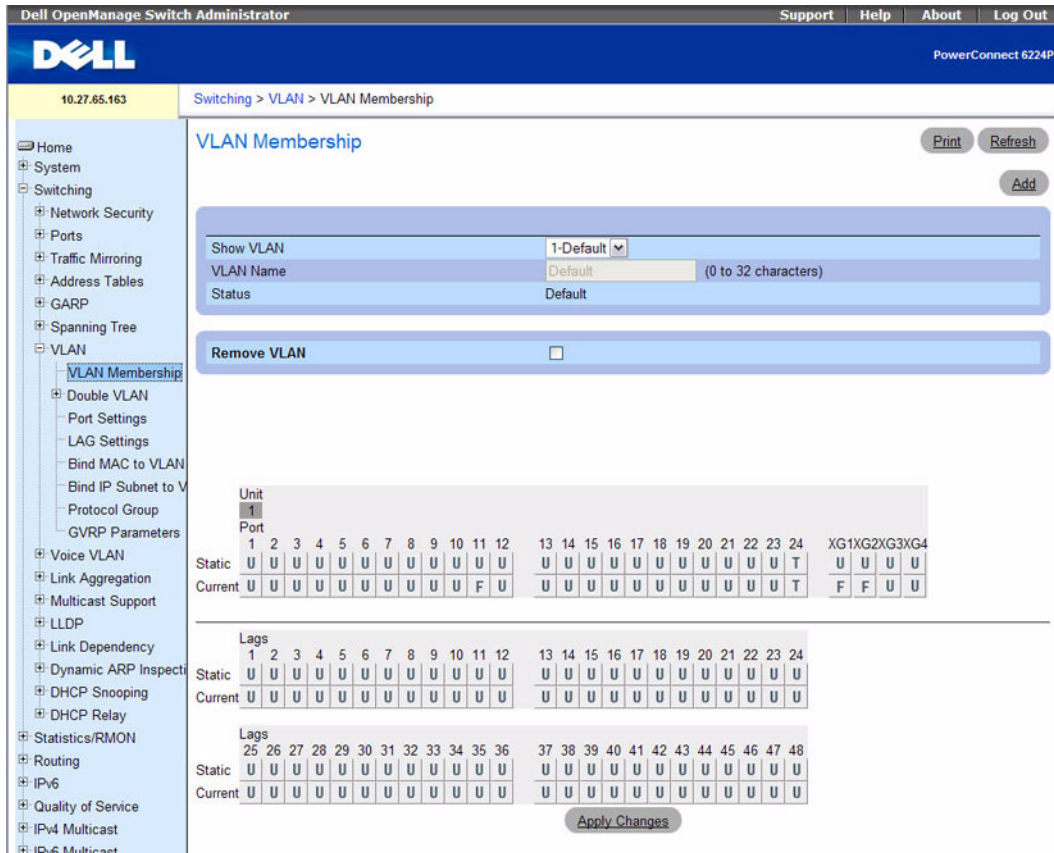 Dell OpenManage Switch Administrator
Support Help About Log Out
DELL
PowerConnect 6224P
10.27.65.163
Switching > VLAN > VLAN Membership
Home
System
Switching
Network Security
Ports
Traffic Mirroring
Address Tables
GARP
Spanning Tree
VLAN
VLAN Membership
Double VLAN
Port Settings
LAG Settings
Bind MAC to VLAN
Bind IP Subnet to V
Protocol Group
GVRP Parameters
Voice VLAN
Link Aggregation
Multicast Support
LLDP
Link Dependency
Dynamic ARP Inspecti
DHCP Snooping
DHCP Relay
Statistics/RMON
Routing
IPv6
Quality of Service
IPv4 Multicast
IPv6 Multicast
VLAN Membership
Print Refresh
Add
Show VLAN 1-Default
VLAN Name Default (0 to 32 characters)
Status Default
Remove VLAN
Unit
1
Port
1 2 3 4 5 6 7 8 9 10 11 12 13 14 15 16 17 18 19 20 21 22 23 24 XG1XG2XG3XG4
Static U U U U U U U U U U U U U U U U U U U U U U U T U U U U
Current U U U U U U U U U U F U U U U U U U U U U U U T F F U U
Lags
1 2 3 4 5 6 7 8 9 10 11 12 13 14 15 16 17 18 19 20 21 22 23 24
Static U U U U U U U U U U U U U U U U U U U U U U U U
Current U U U U U U U U U U U U U U U U U U U U U U U U
Lags
25 26 27 28 29 30 31 32 33 34 35 36 37 38 39 40 41 42 43 44 45 46 47 48
Static U U U U U U U U U U U U U U U U U U U U U U U U
Current U U U U U U U U U U U U U U U U U U U U U U U U
Apply Changes